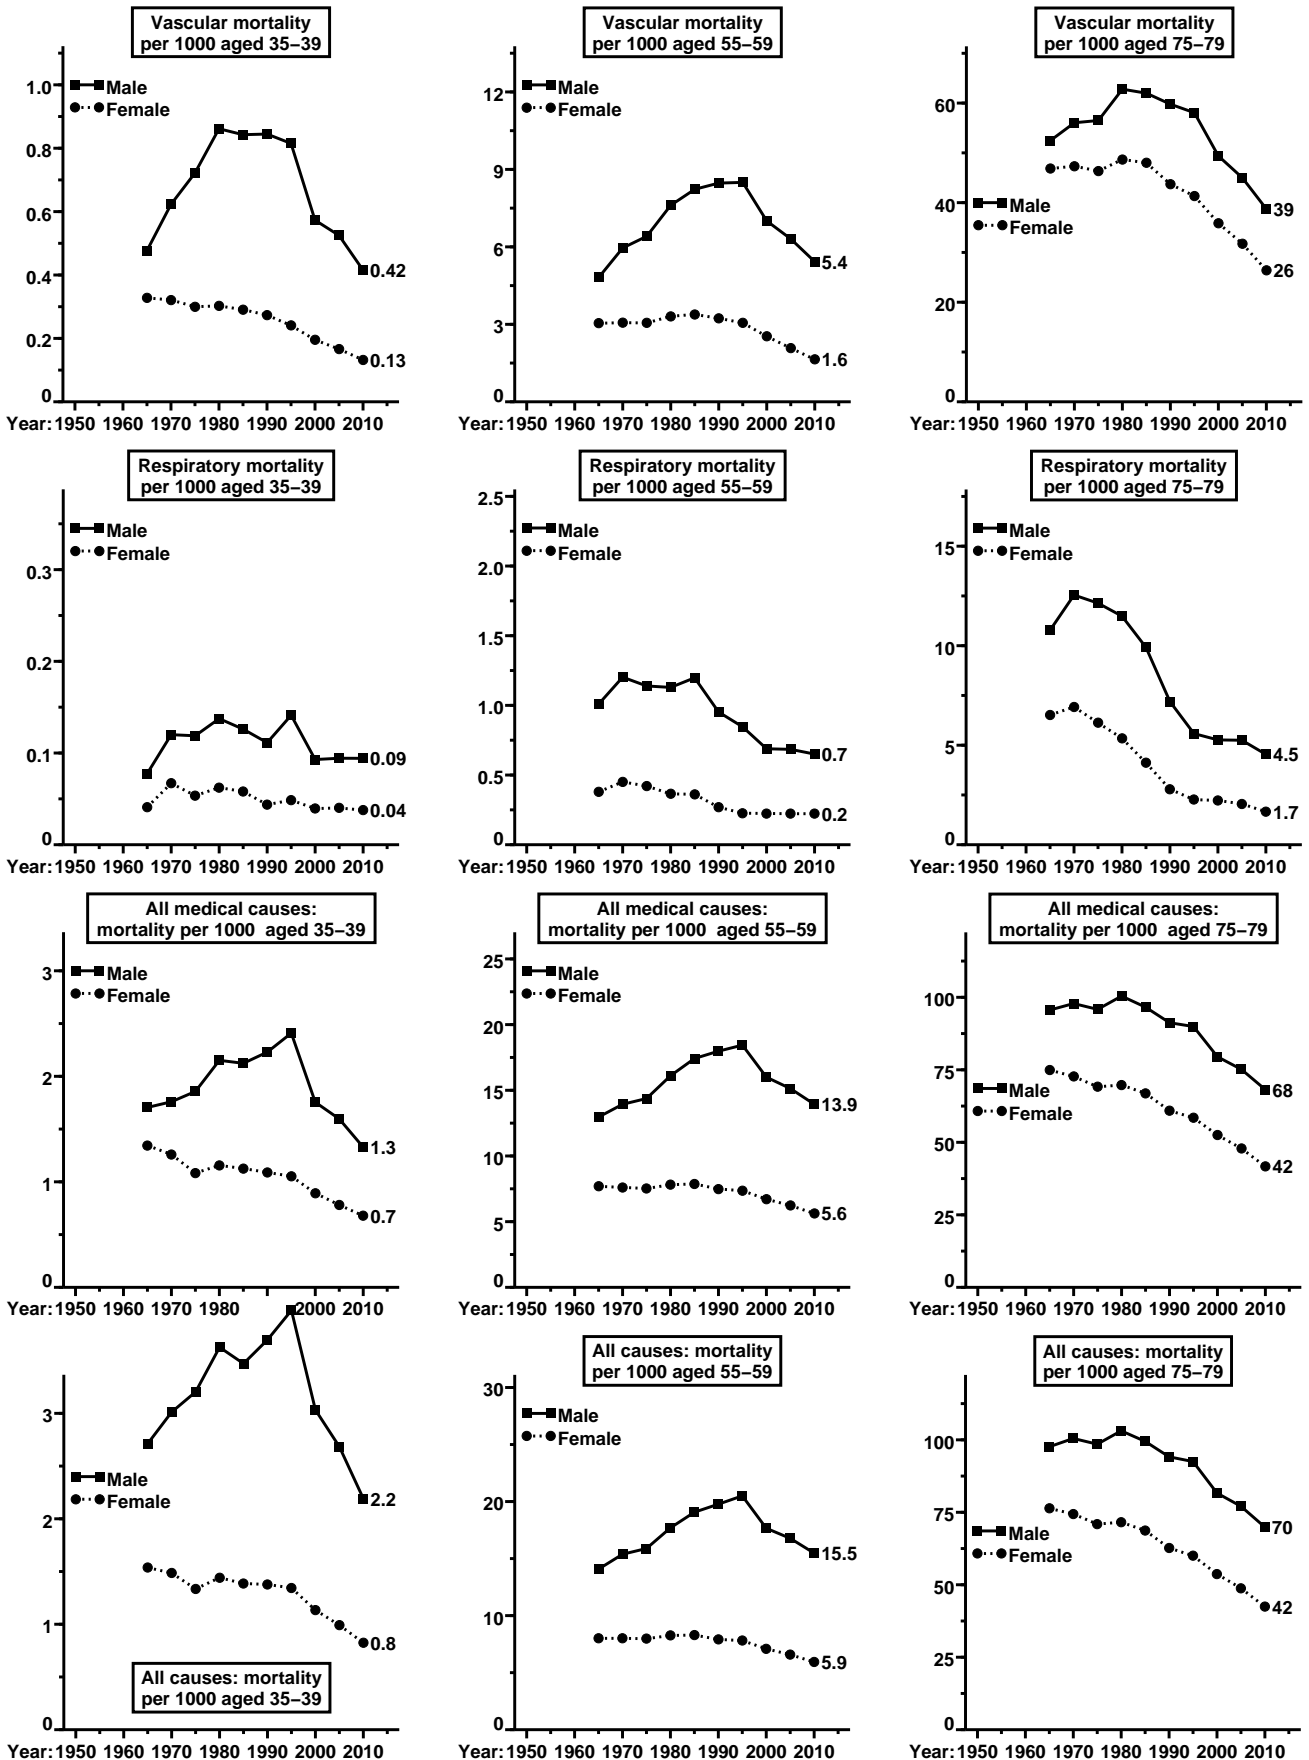 Vascular mortality
per 1000 aged 35–39
1.0
0.8
0.6
0.4
0.2
0
Male
Female
0.42
0.13
Year: 1950 1960 1970 1980 1990 2000 2010
Vascular mortality
per 1000 aged 55–59
12
9
6
3
0
Male
Female
5.4
1.6
1950 1960 1970 1980 1990 2000 2010
Year:
Vascular mortality
per 1000 aged 75–79
60
40
20
0
Male
Female
39
26
Year: 1950 1960 1970 1980 1990 2000 2010
Respiratory mortality
per 1000 aged 35–39
0.3
0.2
0.1
0
Male
Female
0.09
0.04
Year: 1950 1960 1970 1980 1990 2000 2010
Respiratory mortality
per 1000 aged 55–59
2.5
2.0
1.5
1.0
0.5
0
Male
Female
0.7
0.2
Year: 1950 1960 1970 1980 1990 2000 2010
Respiratory mortality
per 1000 aged 75–79
15
10
5
0
Male
Female
4.5
1.7
Year: 1950 1960 1970 1980 1990 2000 2010
All medical causes:
mortality per 1000 aged 35–39
3
2
1
0
Male
Female
1.3
0.7
Year: 1950 1960 1970 1980 2000 2010
All medical causes:
mortality per 1000 aged 55–59
25
20
15
10
5
0
Male
Female
13.9
5.6
Year: 1950 1960 1970 1980 1990 2000 2010
All medical causes:
mortality per 1000 aged 75–79
100
75
50
25
0
Male
Female
68
42
Year: 1950 1960 1970 1980 1990 2000 2010
3
2
1
0
Male
Female
2.2
0.8
All causes: mortality
per 1000 aged 35–39
Year: 1950 1960 1970 1980 1990 2000 2010
All causes: mortality
per 1000 aged 55–59
30
20
10
0
Male
Female
15.5
5.9
Year: 1950 1960 1970 1980 1990 2000 2010
All causes: mortality
per 1000 aged 75–79
100
75
50
25
0
Male
Female
70
42
Year: 1950 1960 1970 1980 1990 2000 2010